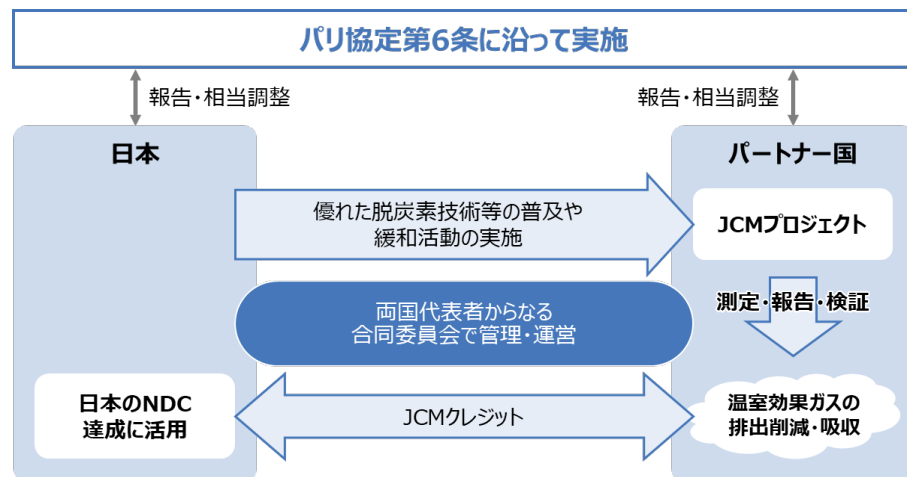 パリ協定第6条に沿って実施
報告・相当調整
報告・相当調整
日本
パートナー国
優れた脱炭素技術等の普及や
緩和活動の実施
JCMプロジェクト
測定・報告・検証
両国代表者からなる
合同委員会で管理・運営
日本のNDC
達成に活用
JCMクレジット
温室効果ガスの
排出削減・吸収